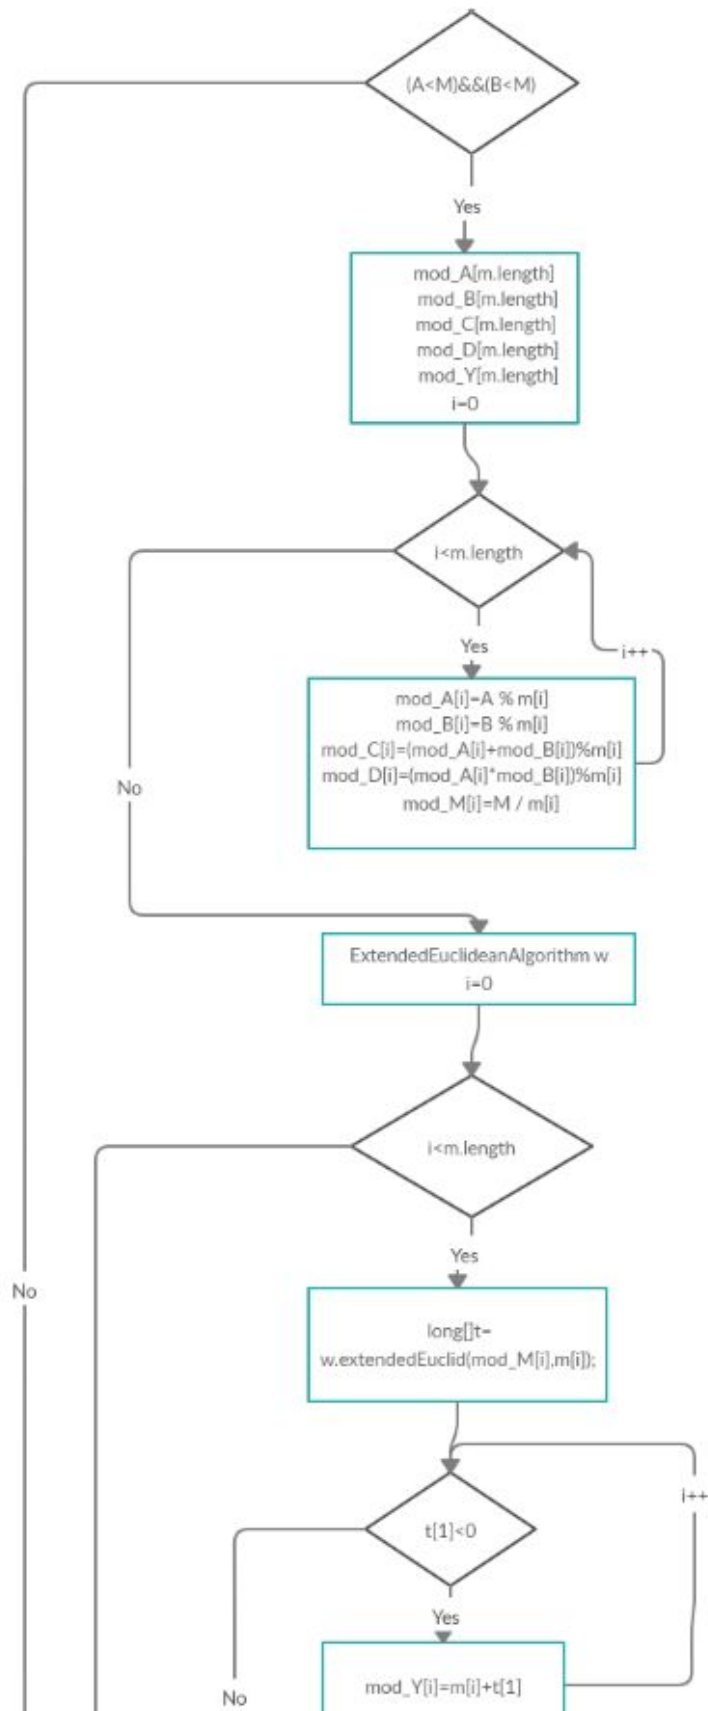 (A<M)&&(B<M)
Yes
mod_A[m.length]
mod_B[m.length]
mod_C[m.length]
mod_D[m.length]
mod_Y[m.length]
i=0
i<m.length
Yes
i++
mod_A[i]=A % m[i]
mod_B[i]=B % m[i]
mod_C[i]=(mod_A[i]+mod_B[i])%m[i]
mod_D[i]=(mod_A[i]*mod_B[i])%m[i]
mod_M[i]=M / m[i]
No
ExtendedEuclideanAlgorithm w
i=0
i<m.length
Yes
No
long[]t=
w.extendedEuclid(mod_M[i],m[i]);
i++
t[1]<0
Yes
mod_Y[i]=m[i]+t[1]
No